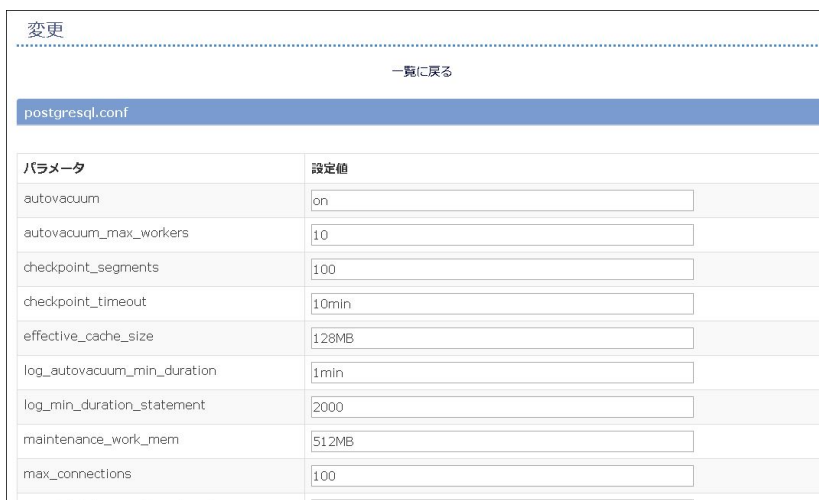 変更
一覧に戻る
postgresql.conf
パラメータ 設定値
autovacuum on
autovacuum_max_workers 10
checkpoint_segments 100
checkpoint_timeout 10min
effective_cache_size 128MB
log_autovacuum_min_duration 1min
log_min_duration_statement 2000
maintenance_work_mem 512MB
max_connections 100